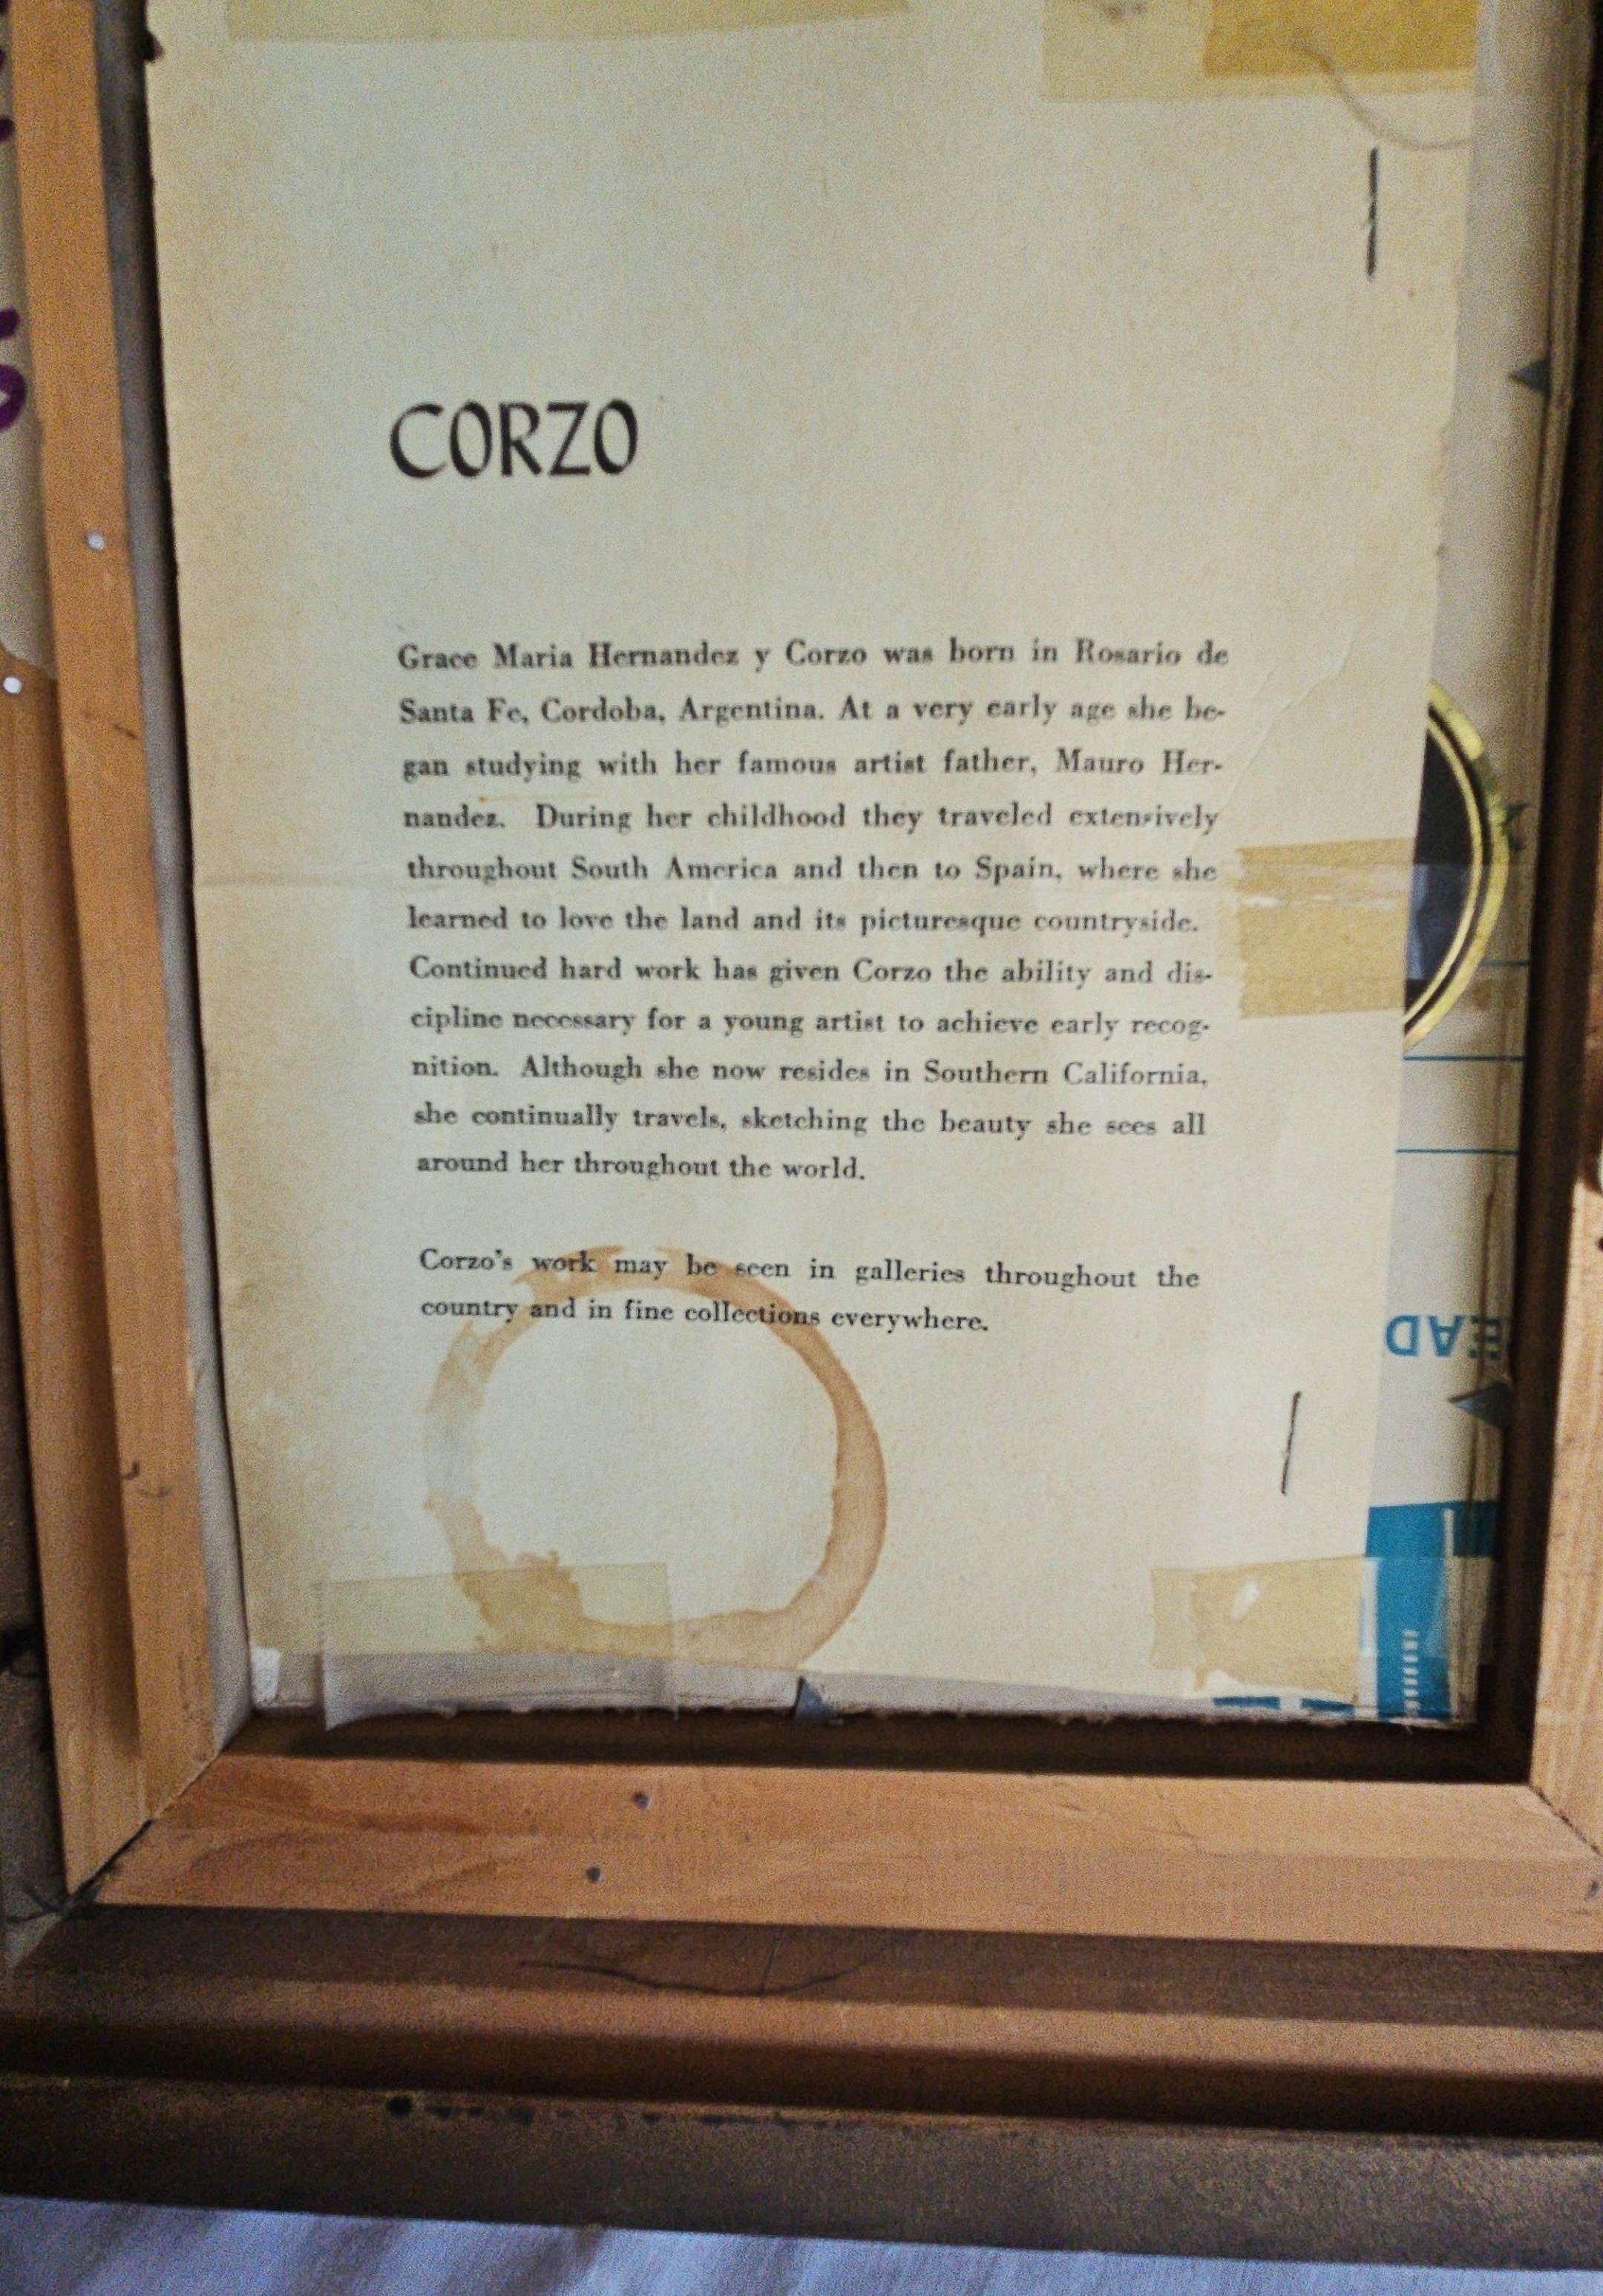 CORZO
Grace Maria Hernandez y Corzo was born in Rosario de
Santa Fe, Cordoba, Argentina. At a very early age she be-
gan studying with her famous artist father, Mauro Her-
nandez. During her childhood they traveled extensively
throughout South America and then to Spain, where she
learned to love the land and its picturesque countryside.
Continued hard work has given Corzo the ability and dis-
cipline necessary for a young artist to achieve early recog-
nition. Although she now resides in Southern California,
she continually travels, sketching the beauty she sees all
around her throughout the world.
Corzo's work may be seen in galleries throughout the
country and in fine collections everywhere.
EAD